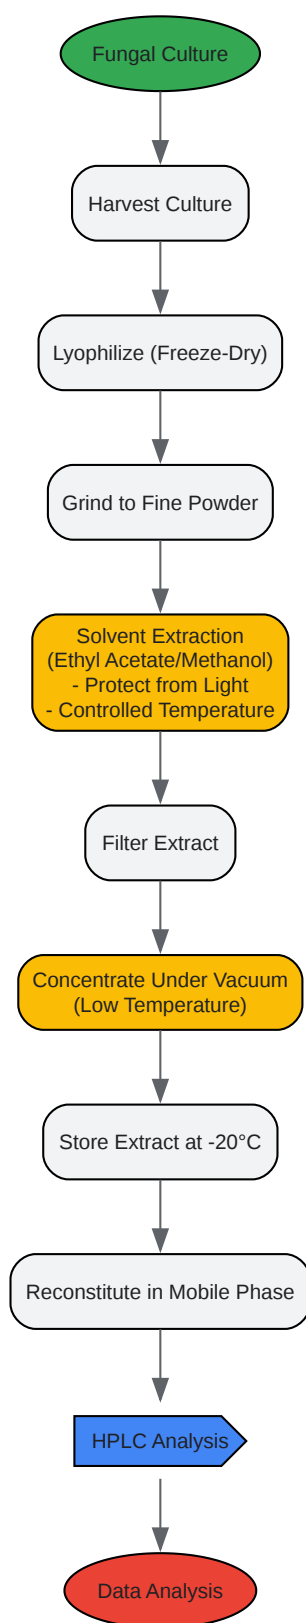 Fungal Culture
Harvest Culture
Lyophilize (Freeze-Dry)
Grind to Fine Powder
Solvent Extraction
(Ethyl Acetate/Methanol)
- Protect from Light
- Controlled Temperature
Filter Extract
Concentrate Under Vacuum
(Low Temperature)
Store Extract at -20°C
Reconstitute in Mobile Phase
HPLC Analysis
Data Analysis